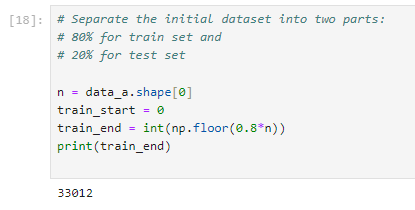 [18]:
# Separate the initial dataset into two parts:
# 80% for train set and
# 20% for test set
n = data_a.shape[0]
train_start = 0
train_end = int(np.floor(0.8*n))
print(train_end)
33012